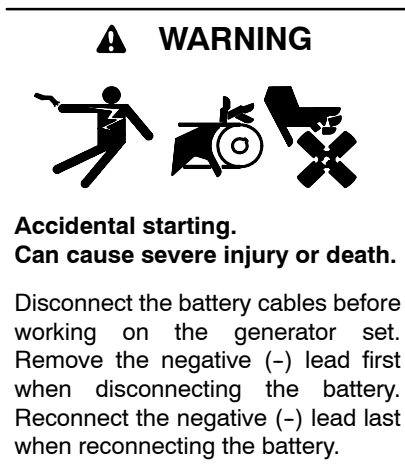 WARNING
Accidental starting.
Can cause severe injury or death.
Disconnect the battery cables before
working on the generator set.
Remove the negative (–) lead first
when disconnecting the battery.
Reconnect the negative (–) lead last
when reconnecting the battery.